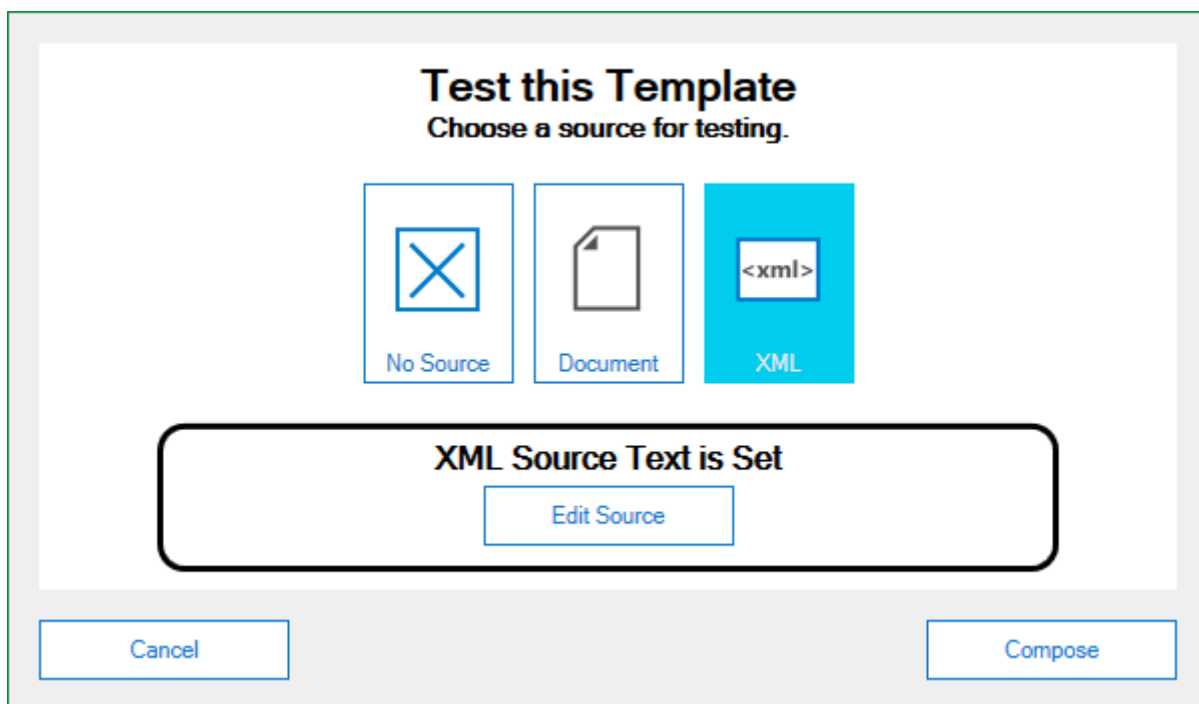 Test this Template
Choose a source for testing.
<xml>
No Source Document XML
XML Source Text is Set
Edit Source
Cancel Compose